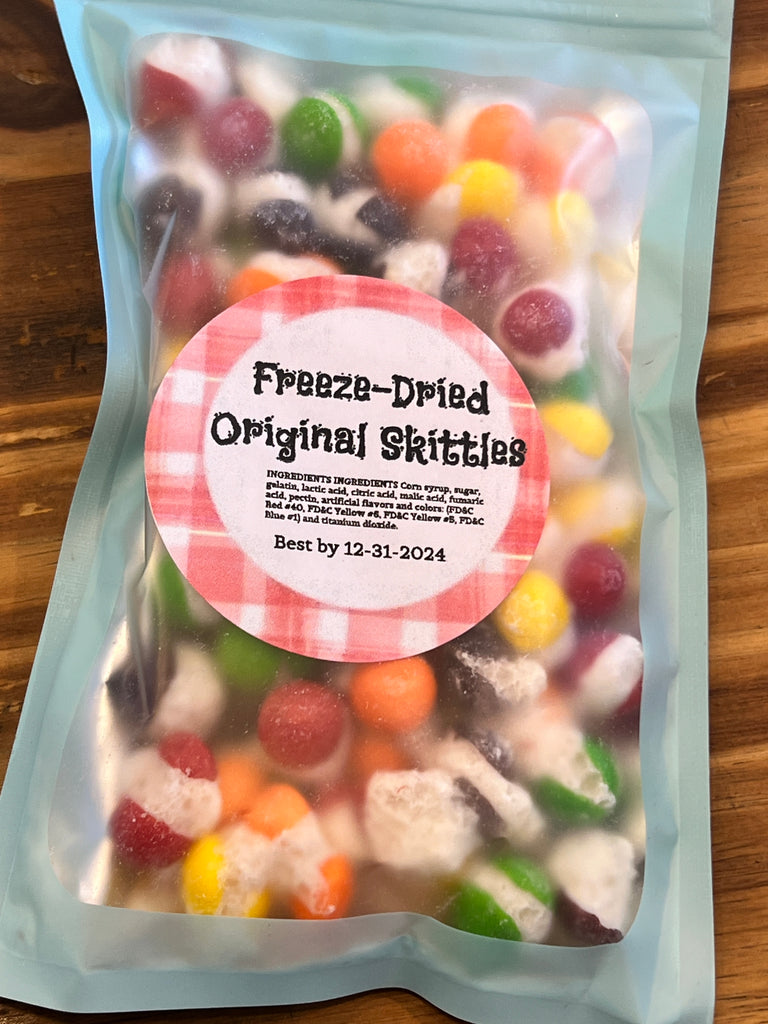 Freeze-Dried
Original Skittles
INGREDIENTS INGREDIENTS Corn syrup, sugar,
gelatin, lactic acid, citric acid, malic acid, fumaric
acid, pectin, artificial flavors and colors: (FD&C
Red #40, FD&C Yellow #6, FD&C Yellow #5, FD&C
Blue #1) and titanium dioxide.
Best by 12-31-2024